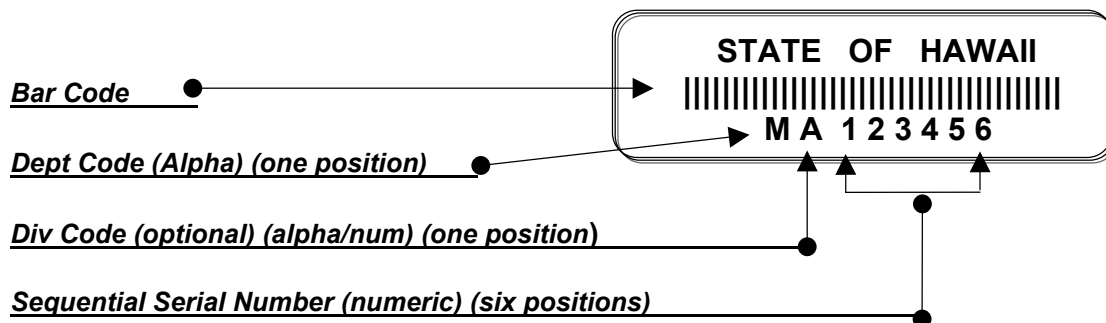 STATE OF HAWAII
Bar Code
M A 1 2 3 4 5 6
Dept Code (Alpha) (one position)
Div Code (optional) (alpha/num) (one position)
Sequential Serial Number (numeric) (six positions)